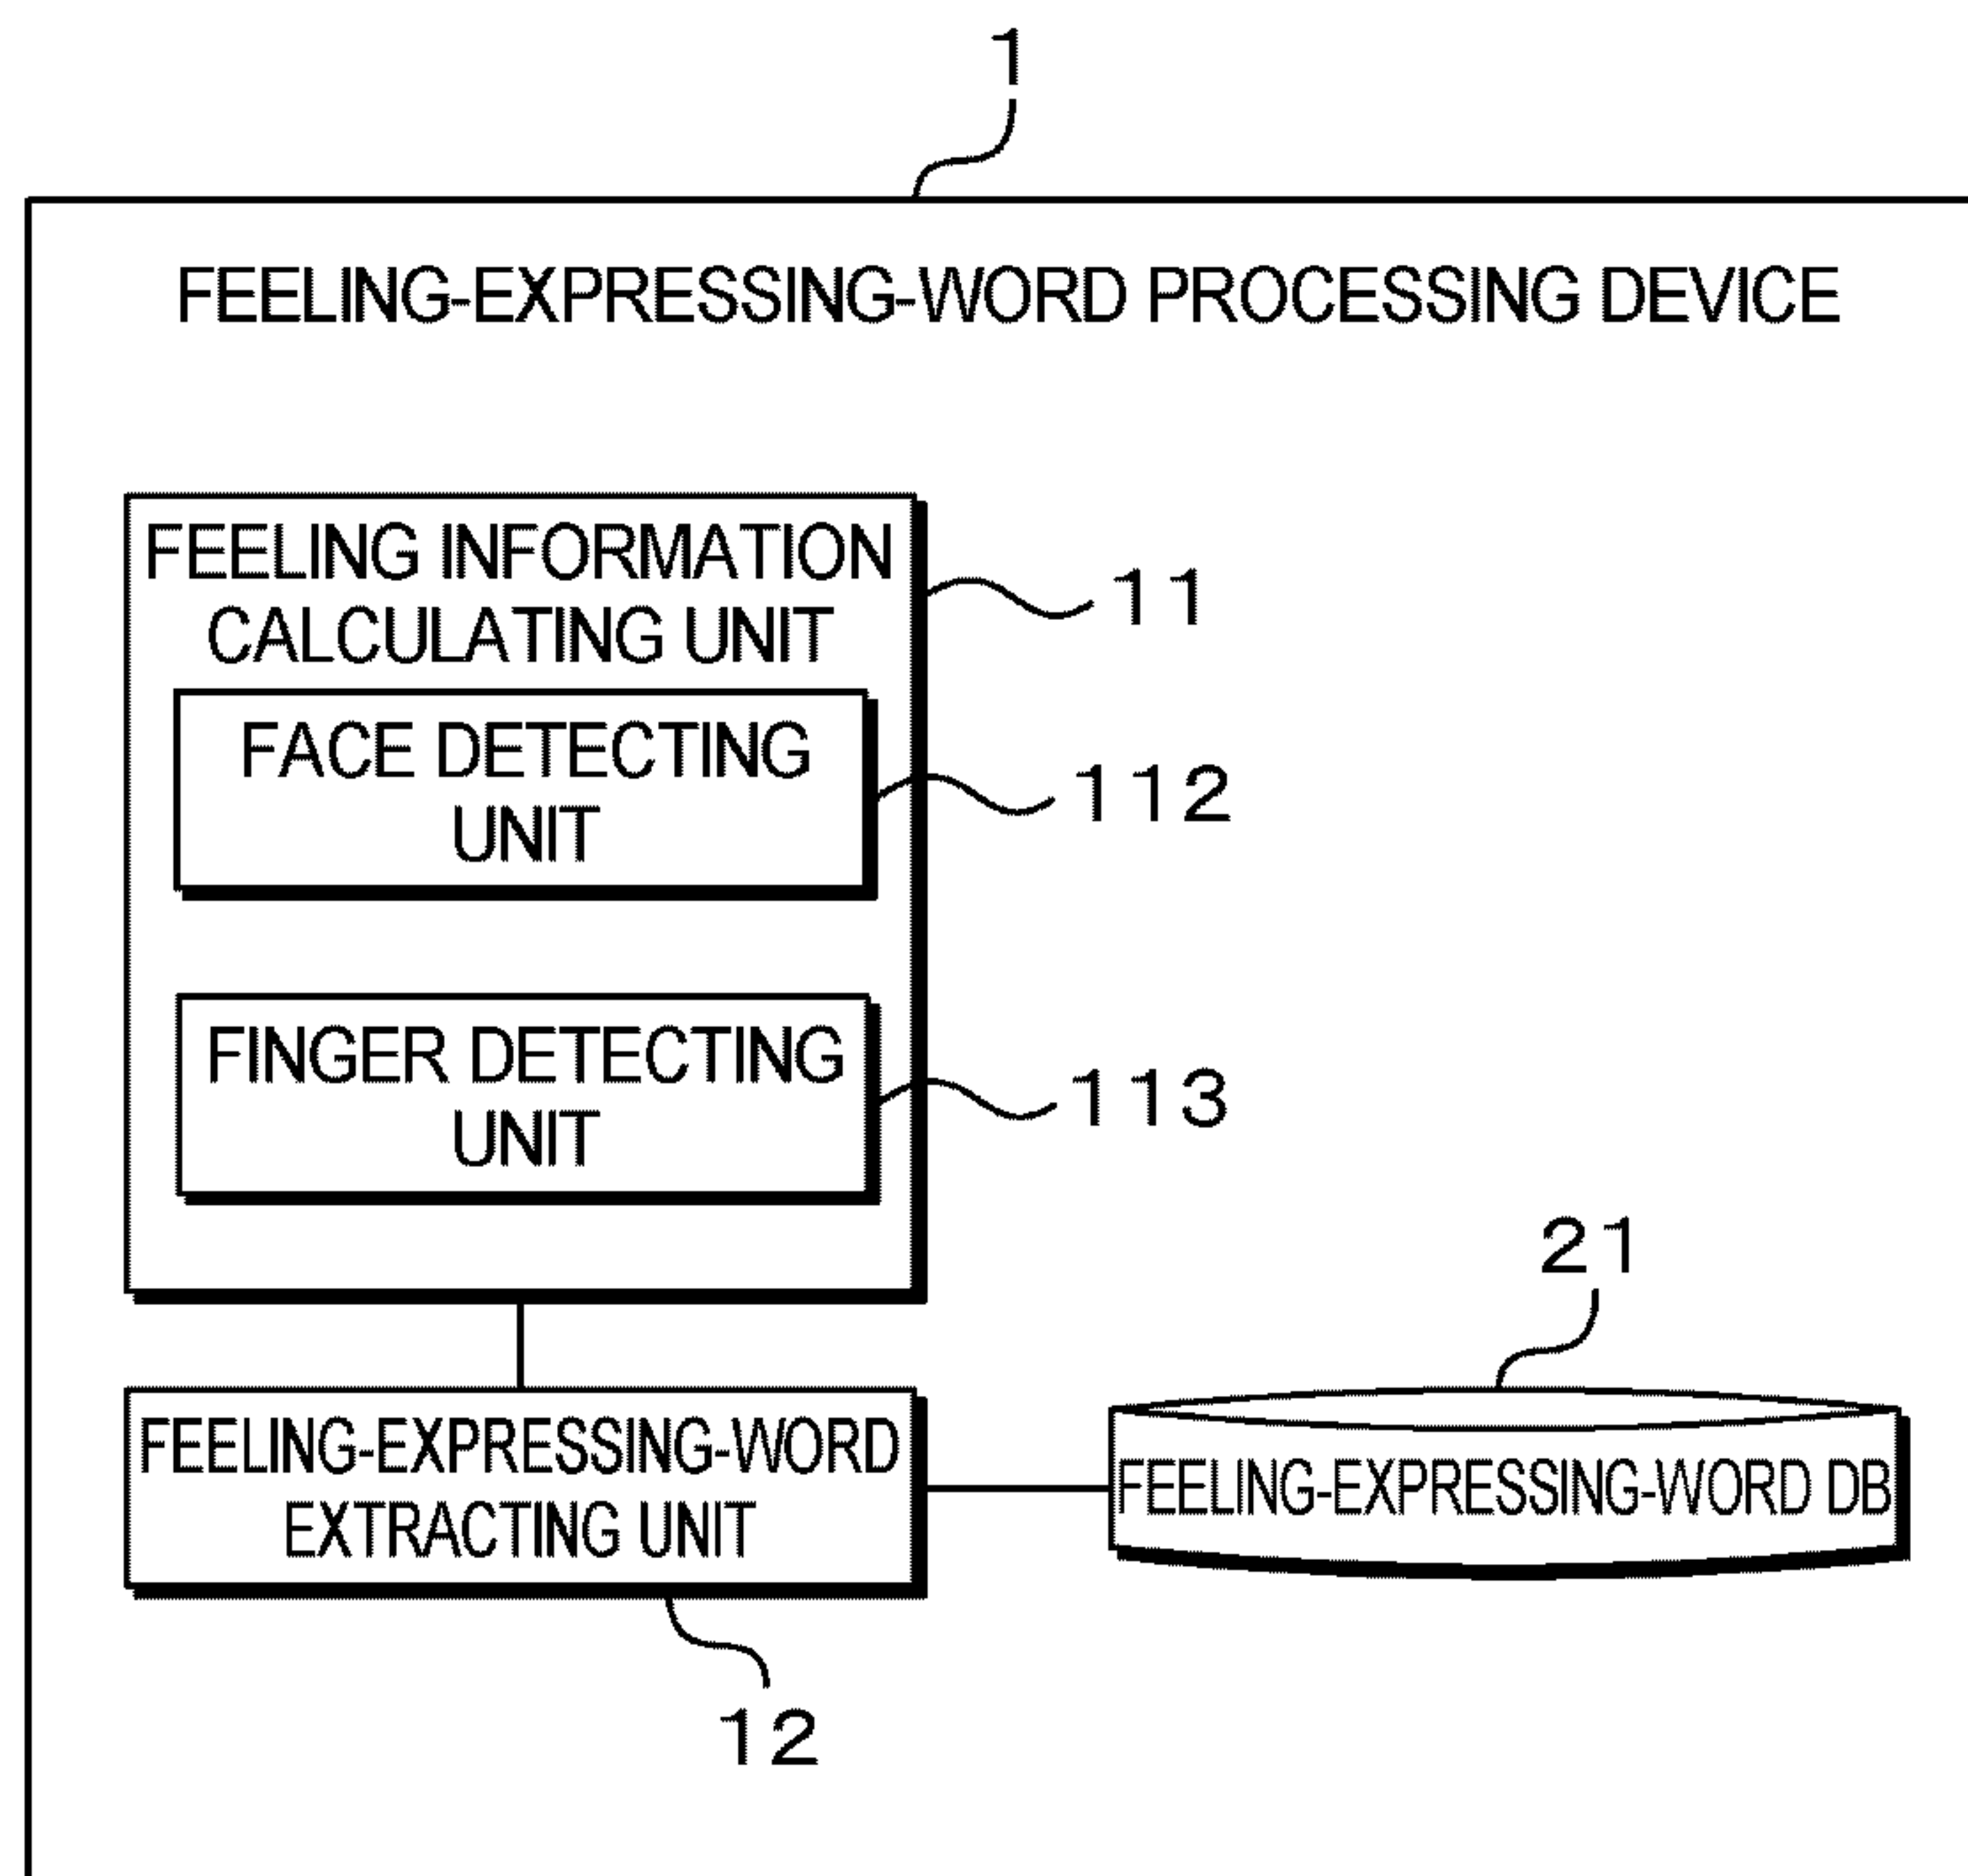 1
FEELING-EXPRESSING-WORD PROCESSING DEVICE
FEELING INFORMATION
CALCULATING UNIT
11
FACE DETECTING
UNIT
112
FINGER DETECTING
UNIT
113
21
FEELING-EXPRESSING-WORD
EXTRACTING UNIT
FEELING-EXPRESSING-WORD DB
12